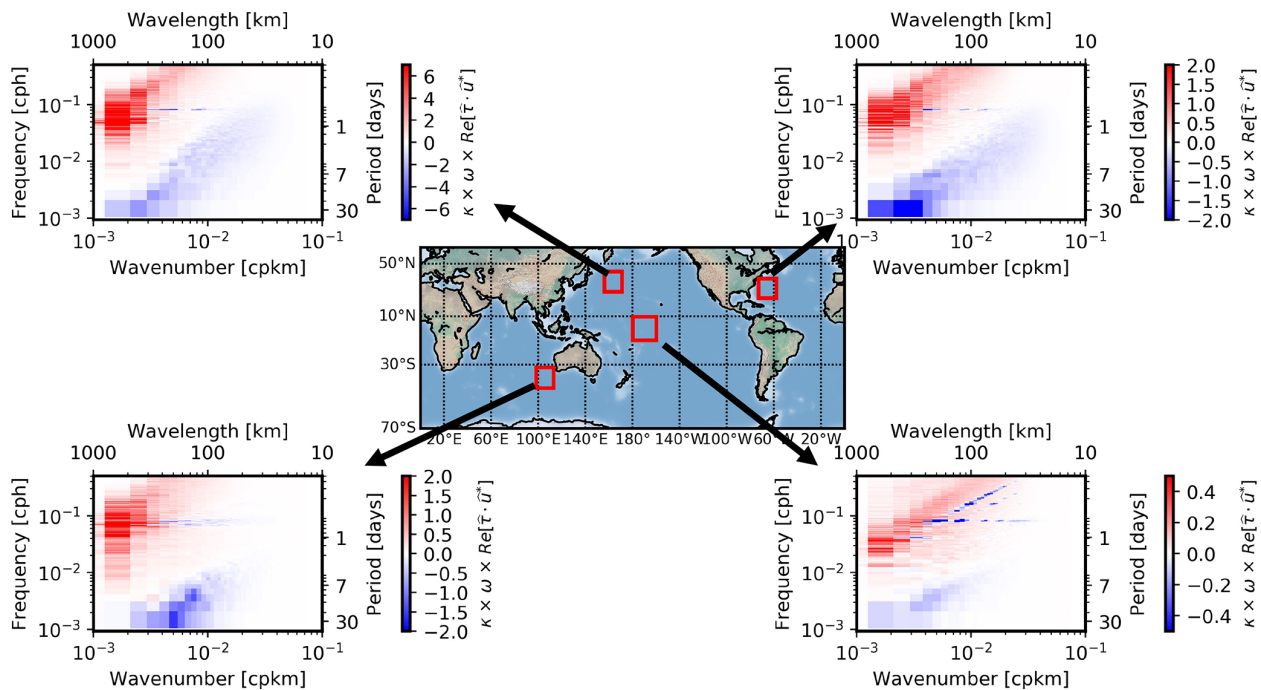 Wavelength [km]
1000 100 10
Frequency [cph]
10⁻¹
10⁻²
10⁻³
1
7
30
Period [days]
10⁻³ 10⁻² 10⁻¹
Wavenumber [cpkm]
6
4
2
0
−2
−4
−6
κ × ω × Re[τ̂ · û*]
Wavelength [km]
1000 100 10
Frequency [cph]
10⁻¹
10⁻²
10⁻³
1
7
30
Period [days]
10⁻³ 10⁻² 10⁻¹
Wavenumber [cpkm]
2.0
1.5
1.0
0.5
0.0
−0.5
−1.0
−1.5
−2.0
κ × ω × Re[τ̂ · û*]
50°N
10°N
30°S
70°S
20°E 60°E 100°E 140°E 180° 140°W 100°W 60°W 20°W
Wavelength [km]
1000 100 10
Frequency [cph]
10⁻¹
10⁻²
10⁻³
1
7
30
Period [days]
10⁻³ 10⁻² 10⁻¹
Wavenumber [cpkm]
2.0
1.5
1.0
0.5
0.0
−0.5
−1.0
−1.5
−2.0
κ × ω × Re[τ̂ · û*]
Wavelength [km]
1000 100 10
Frequency [cph]
10⁻¹
10⁻²
10⁻³
1
7
30
Period [days]
10⁻³ 10⁻² 10⁻¹
Wavenumber [cpkm]
0.4
0.2
0.0
−0.2
−0.4
κ × ω × Re[τ̂ · û*]